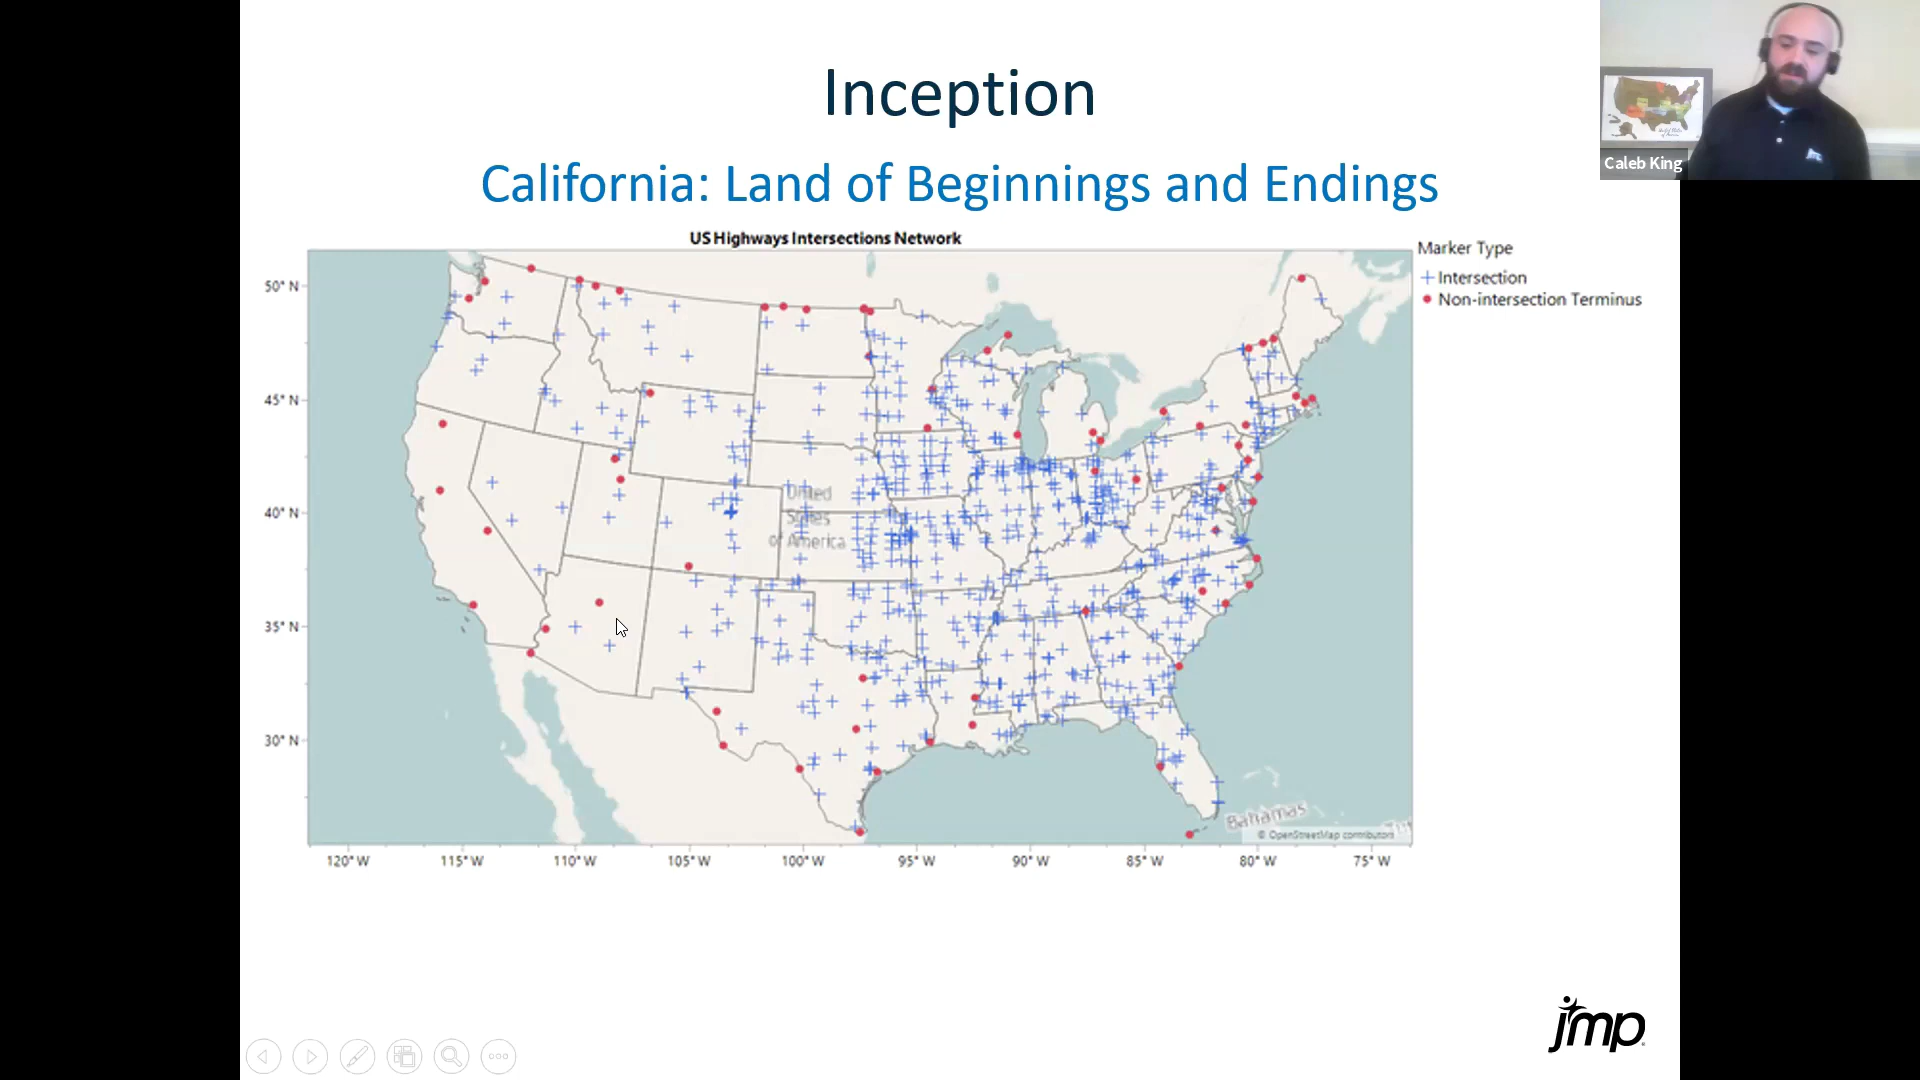 Inception
California: Land of Beginnings and Endings
Caleb King
US Highways Intersections Network
Marker Type
Intersection
Non-intersection Terminus
50° N
45° N
40° N
35° N
30° N
United
States
of America
Bahamas
© OpenStreetMap contributors
120° W
115° W
110° W
105° W
100° W
95° W
90° W
85° W
80° W
75° W
jmp